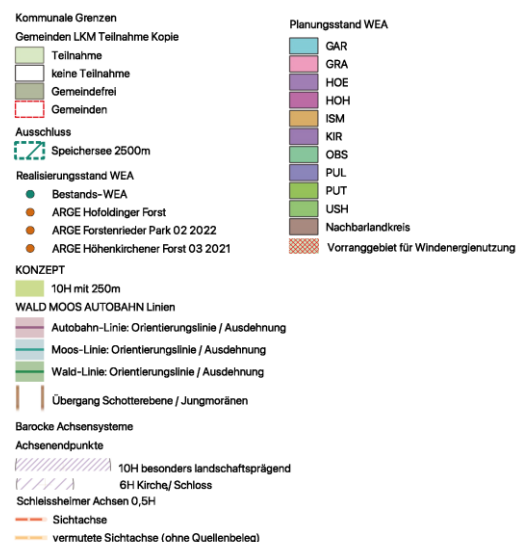 Kommunale Grenzen
Gemeinden LKM Teilnahme Kopie
Teilnahme
keine Teilnahme
Gemeindefrei
Gemeinden
Ausschluss
Speichersee 2500m
Realisierungsstand WEA
Bestands-WEA
ARGE Hofoldinger Forst
ARGE Forstenrieder Park 02 2022
ARGE Höhenkirchener Forst 03 2021
KONZEPT
10H mit 250m
WALD MOOS AUTOBAHN Linien
Autobahn-Linie: Orientierungslinie / Ausdehnung
Moos-Linie: Orientierungslinie / Ausdehnung
Wald-Linie: Orientierungslinie / Ausdehnung
Übergang Schotterebene / Jungmoränen
Barocke Achsensysteme
Achsenendpunkte
10H besonders landschaftsprägend
6H Kirche/ Schloss
Schleissheimer Achsen 0,5H
Sichtachse
vermutete Sichtachse (ohne Quellenbeleg)
Planungsstand WEA
GAR
GRA
HOE
HOH
ISM
KIR
OBS
PUL
PUT
USH
Nachbarlandkreis
Vorranggebiet für Windenergienutzung